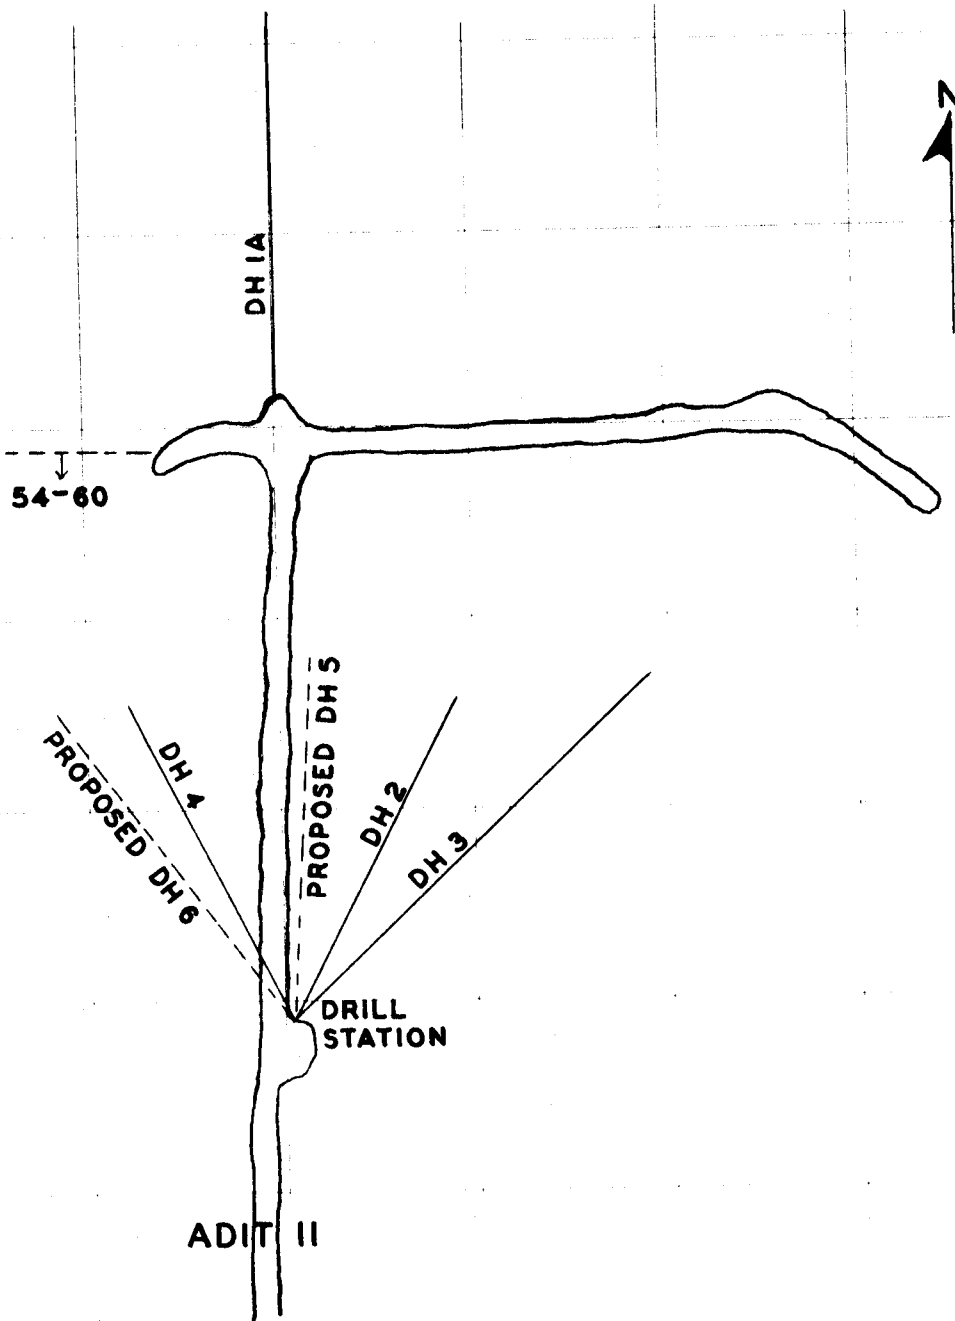 N
DH 1A
54-60
PROPOSED DH 5
DH 4
PROPOSED DH 6
DH 2
DH 3
DRILL
STATION
ADIT II